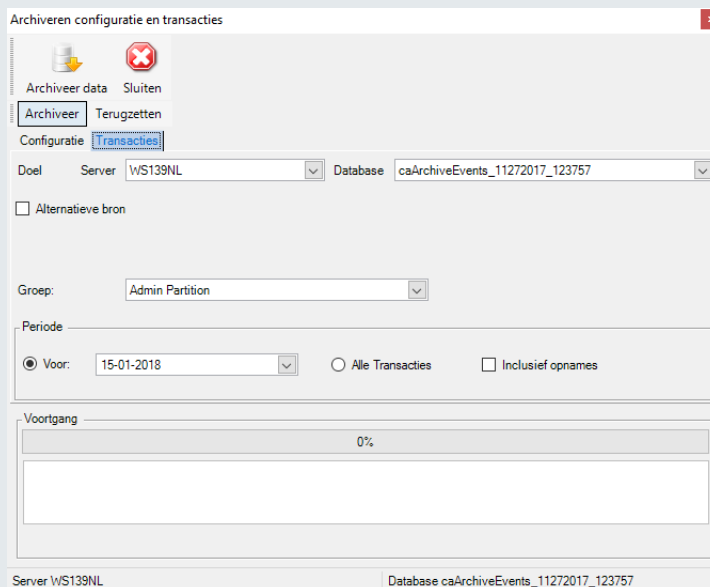 Archiveren configuratie en transacties
Archiveer data Sluiten
Archiveer Terugzetten
Configuratie Transacties
Doel Server WS139NL Database caArchiveEvents_11272017_123757
Alternatieve bron
Groep: Admin Partition
Periode
Voor: 15-01-2018 Alle Transacties Inclusief opnames
Voortgang
0%
Server WS139NL Database caArchiveEvents_11272017_123757